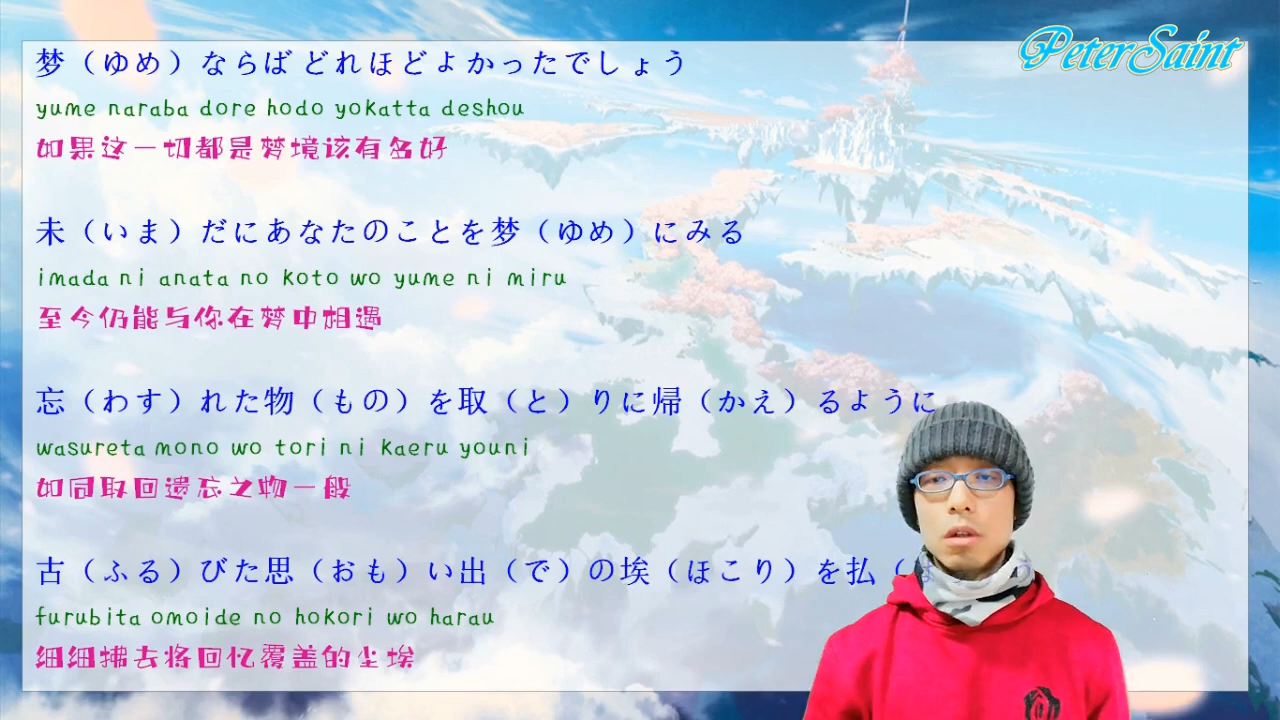 PeterSaint
梦（ゆめ）ならばどれほどよかったでしょう
yume naraba dore hodo yokatta deshou
如果这一切都是梦境该有多好
未（いま）だにあなたのことを梦（ゆめ）にみる
imada ni anata no koto wo yume ni miru
至今仍能与你在梦中相遇
忘（わす）れた物（もの）を取（と）りに帰（かえ）るように
wasureta mono wo tori ni kaeru youni
如同取回遗忘之物一般
古（ふる）びた思（おも）い出（で）の埃（ほこり）を払（
furubita omoide no hokori wo harau
细细拂去将回忆覆盖的尘埃